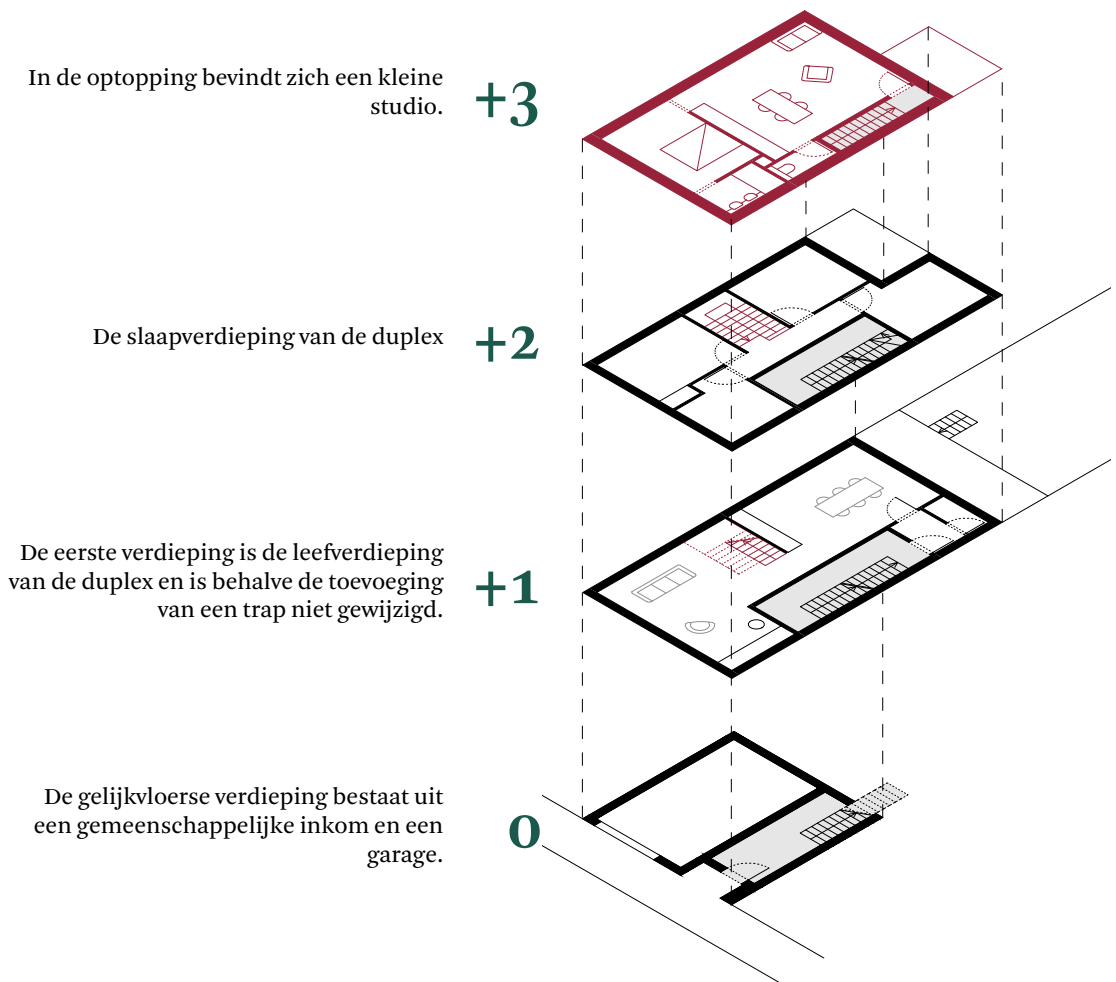 In de optopping bevindt zich een kleine
studio.
+3
De slaapverdieping van de duplex
+2
De eerste verdieping is de leefverdieping
van de duplex en is behalve de toevoeging
van een trap niet gewijzigd.
+1
De gelijkvloerse verdieping bestaat uit
een gemeenschappelijke inkom en een
garage.
0